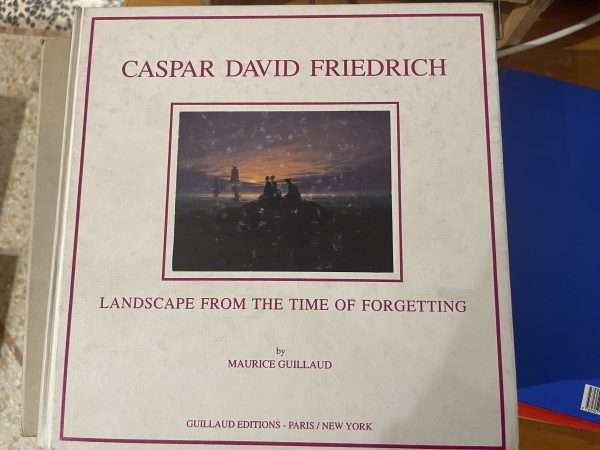 CASPAR DAVID FRIEDRICH
LANDSCAPE FROM THE TIME OF FORGETTING
by
MAURICE GUILLAUD
GUILLAUD EDITIONS - PARIS / NEW YORK